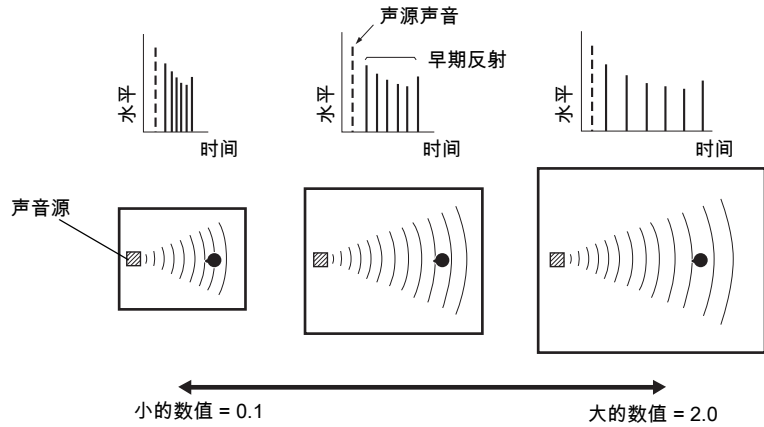 声源声音
早期反射
水平
时间
水平
时间
水平
时间
声音源
小的数值 = 0.1
大的数值 = 2.0